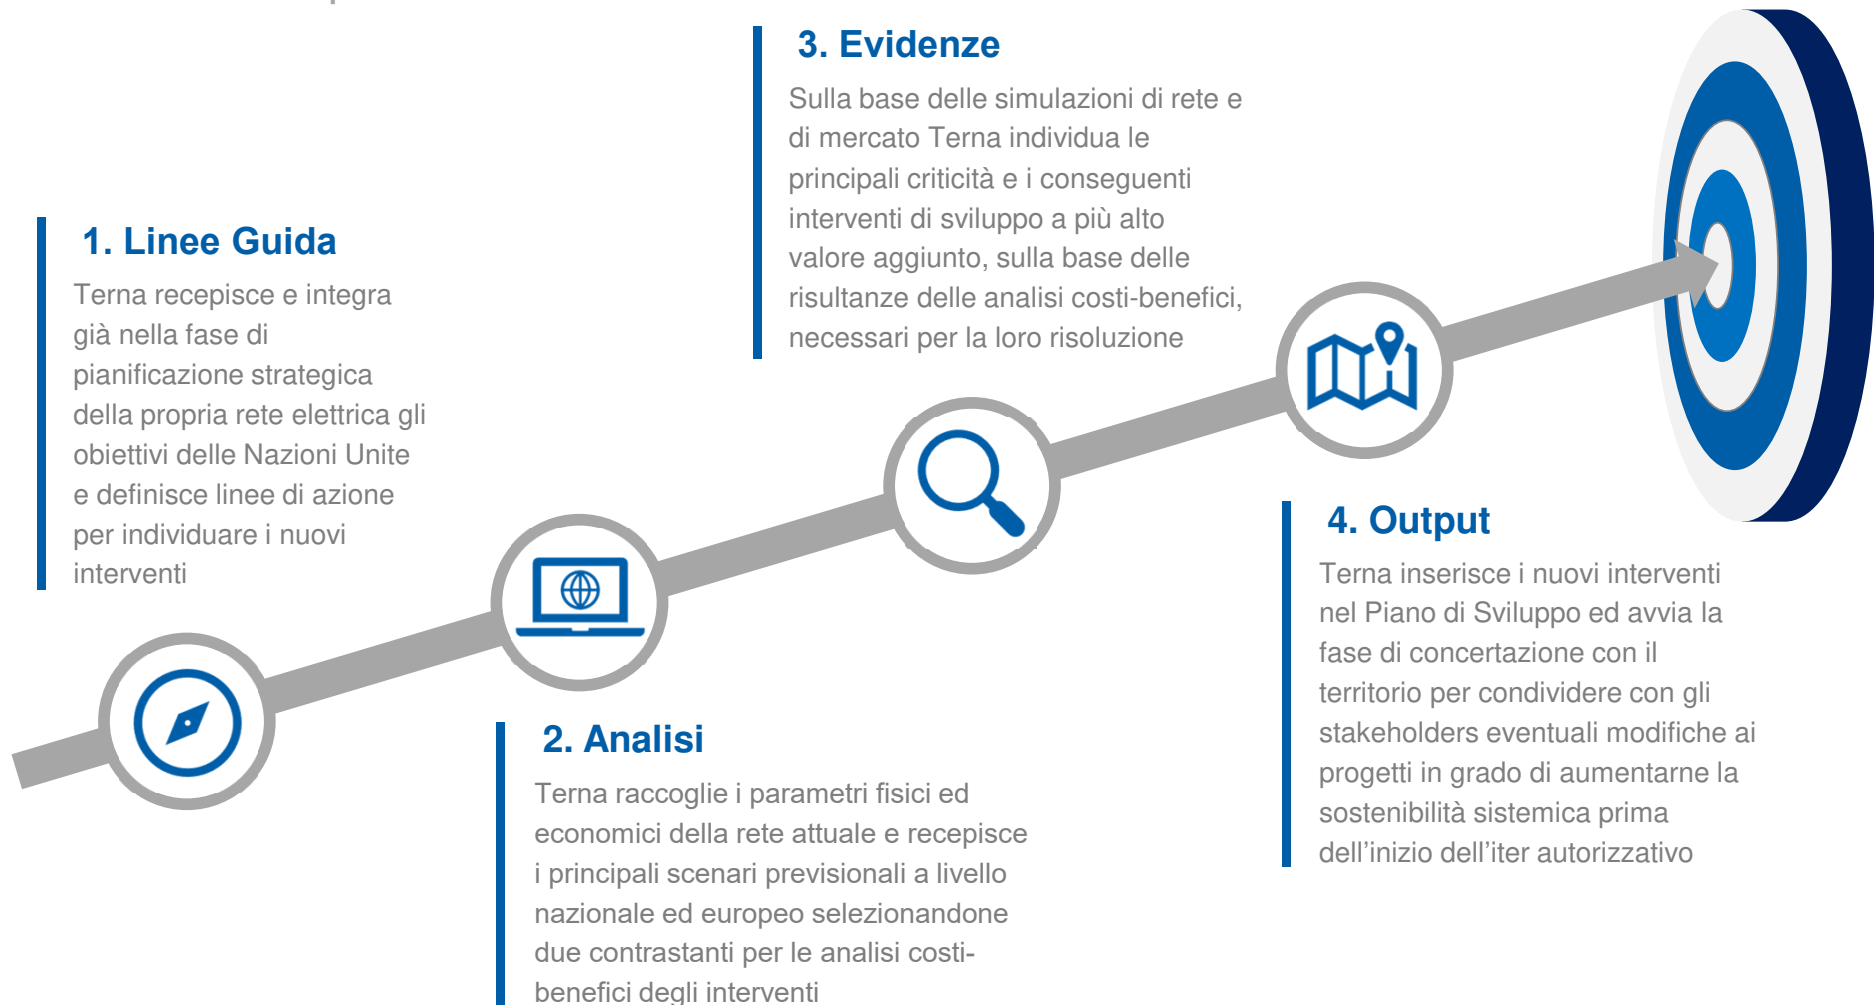 1. Linee Guida
Terna recepisce e integra
già nella fase di
pianificazione strategica
della propria rete elettrica gli
obiettivi delle Nazioni Unite
e definisce linee di azione
per individuare i nuovi
interventi
2. Analisi
Terna raccoglie i parametri fisici ed
economici della rete attuale e recepisce
i principali scenari previsionali a livello
nazionale ed europeo selezionandone
due contrastanti per le analisi costi-
benefici degli interventi
3. Evidenze
Sulla base delle simulazioni di rete e
di mercato Terna individua le
principali criticità e i conseguenti
interventi di sviluppo a più alto
valore aggiunto, sulla base delle
risultanze delle analisi costi-benefici,
necessari per la loro risoluzione
4. Output
Terna inserisce i nuovi interventi
nel Piano di Sviluppo ed avvia la
fase di concertazione con il
territorio per condividere con gli
stakeholders eventuali modifiche ai
progetti in grado di aumentarne la
sostenibilità sistemica prima
dell’inizio dell’iter autorizzativo